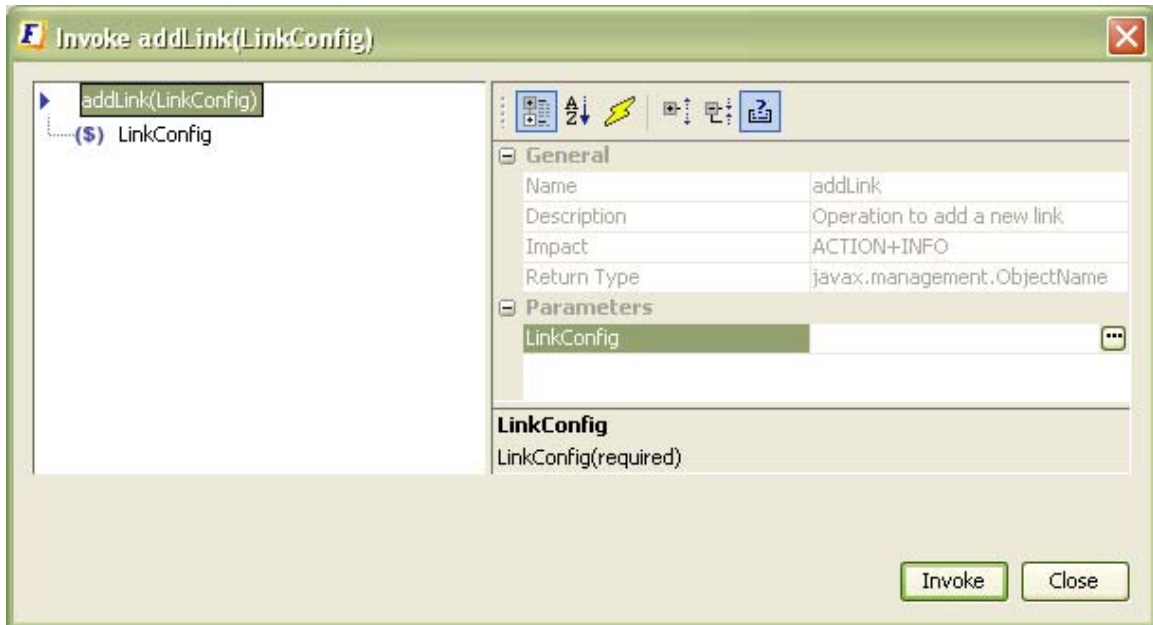 F Invoke addLink(LinkConfig)
addLink(LinkConfig)
($) LinkConfig
A
Z
General
Name addLink
Description Operation to add a new link
Impact ACTION+INFO
Return Type javax.management.ObjectName
Parameters
LinkConfig ...
LinkConfig
LinkConfig(required)
Invoke Close